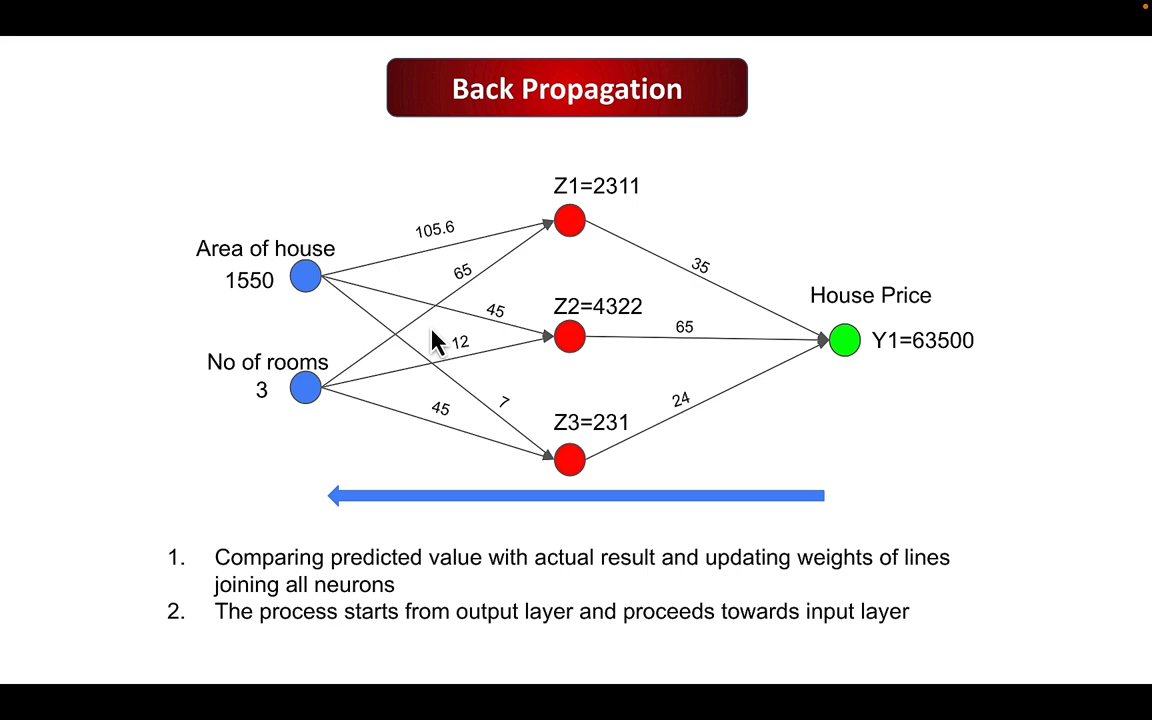 Back Propagation
Z1=2311
105.6
Area of house
1550
65
35
45
Z2=4322
65
House Price
Y1=63500
12
No of rooms
3
45
7
Z3=231
24
1. Comparing predicted value with actual result and updating weights of lines
joining all neurons
2. The process starts from output layer and proceeds towards input layer